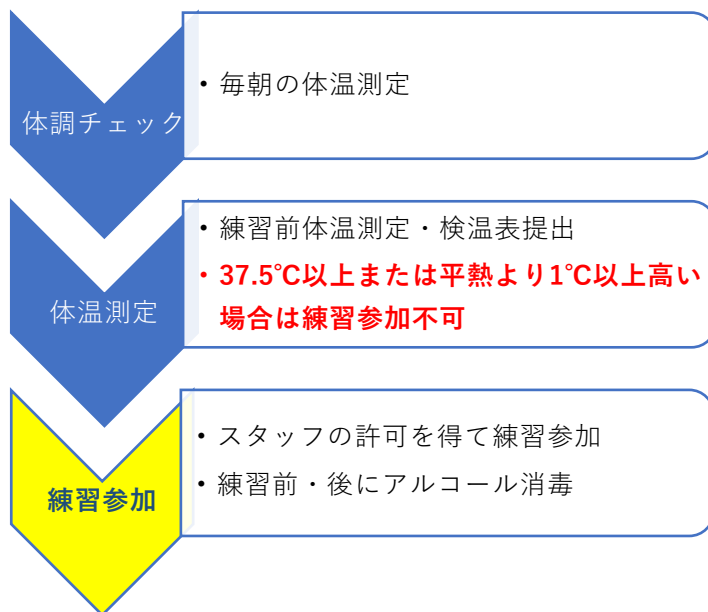 体調チェック
・毎朝の体温測定
体温測定
・練習前体温測定・検温表提出
・37.5℃以上または平熱より1℃以上高い
場合は練習参加不可
練習参加
・スタッフの許可を得て練習参加
・練習前・後にアルコール消毒